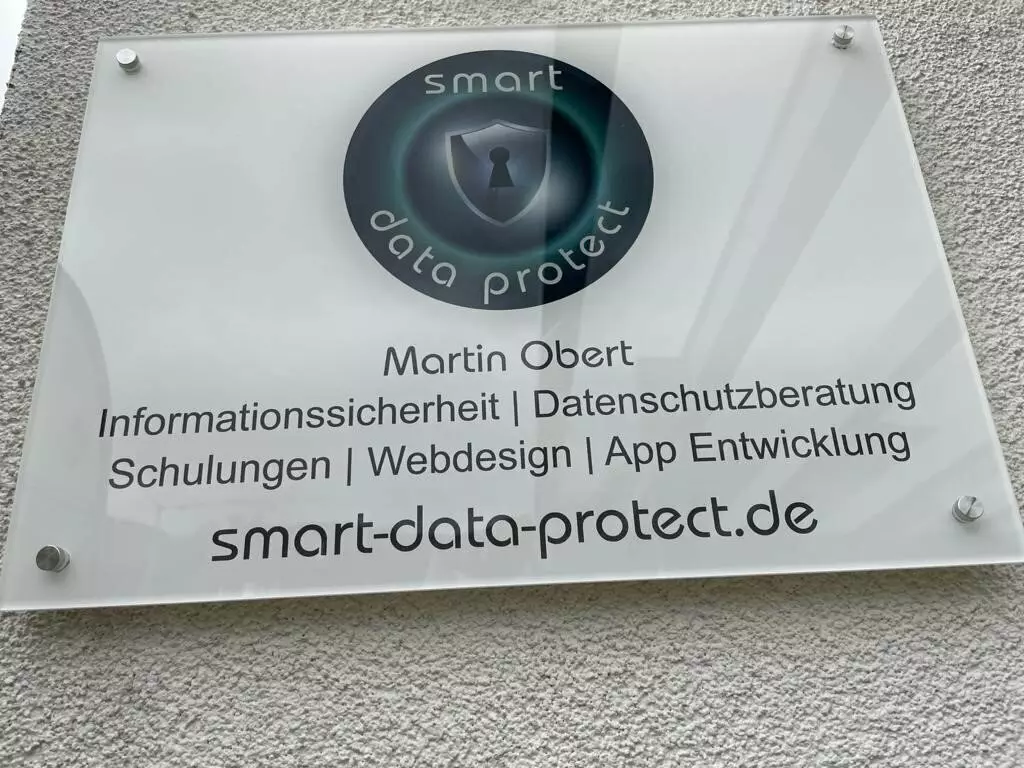 smart
data protect
Martin Obert
Informationssicherheit | Datenschutzberatung
Schulungen | Webdesign | App Entwicklung
smart-data-protect.de